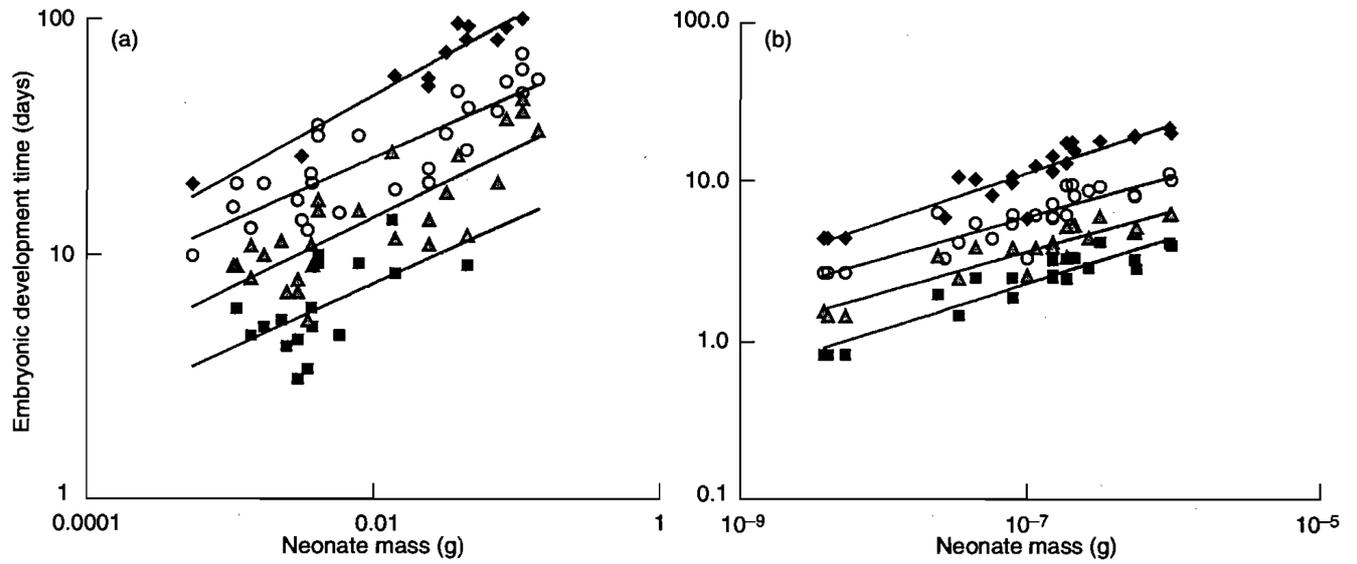 (a)
Embryonic development time (days)
100
10
1
0.0001
0.01
1
Neonate mass (g)
(b)
100.0
10.0
1.0
0.1
10⁻⁹
10⁻⁷
10⁻⁵
Neonate mass (g)